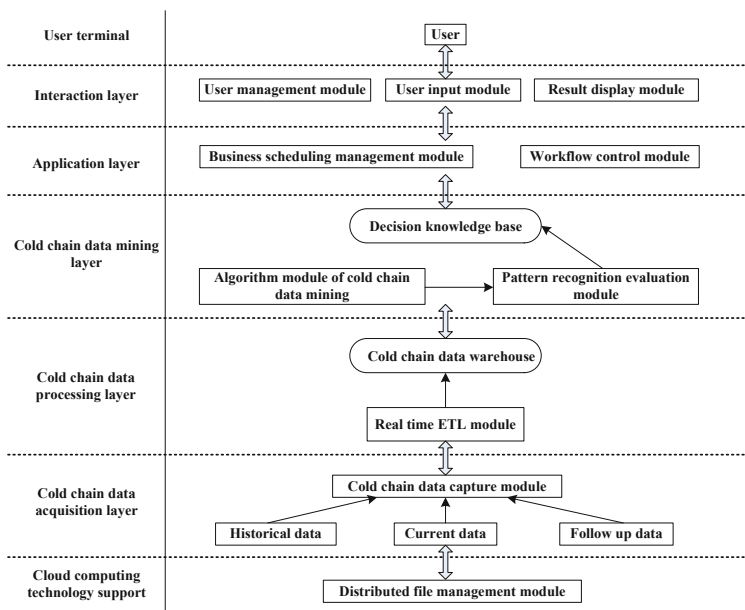 User terminal
User
Interaction layer
User management module
User input module
Result display module
Application layer
Business scheduling management module
Workflow control module
Cold chain data mining
layer
Decision knowledge base
Algorithm module of cold chain
data mining
Pattern recognition evaluation
module
Cold chain data
processing layer
Cold chain data warehouse
Real time ETL module
Cold chain data
acquisition layer
Cold chain data capture module
Historical data
Current data
Follow up data
Cloud computing
technology support
Distributed file management module